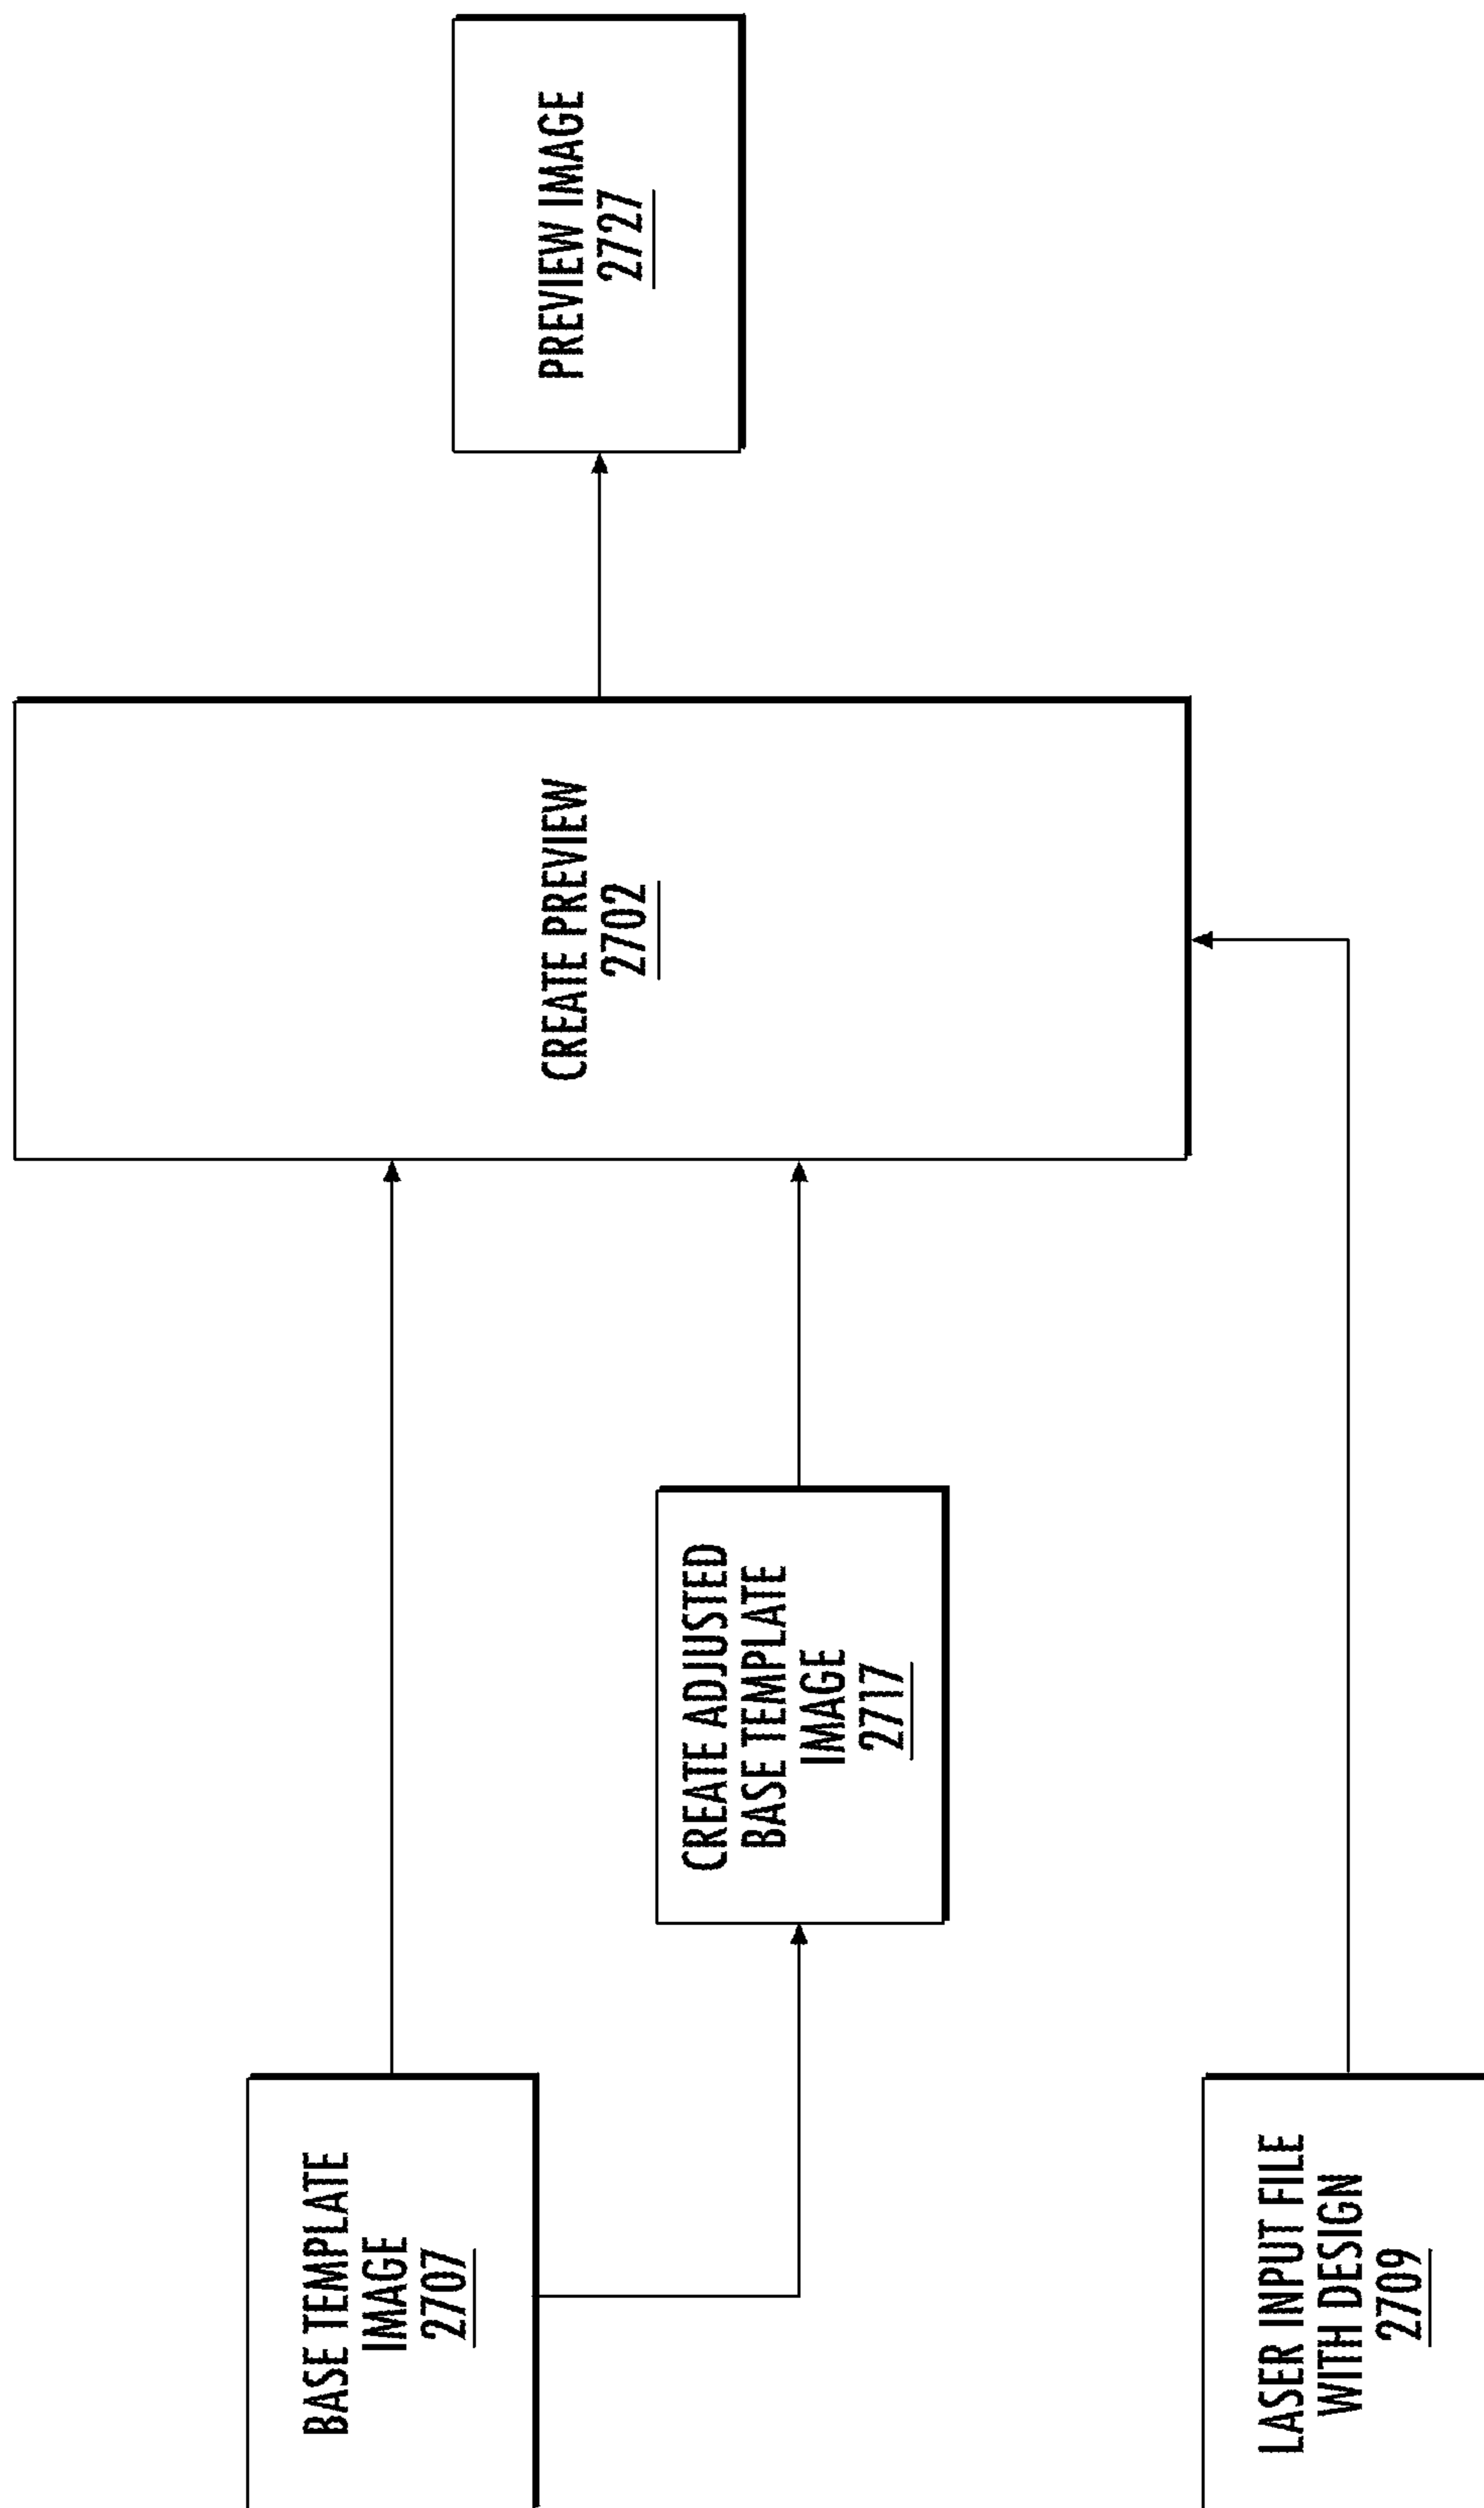 BASE TEMPLATE
IMAGE
2707
CREATE ADJUSTED
BASE TEMPLATE
IMAGE
2717
LASER INPUT FILE
WITH DESIGN
2709
CREATE PREVIEW
2702
PREVIEW IMAGE
2727